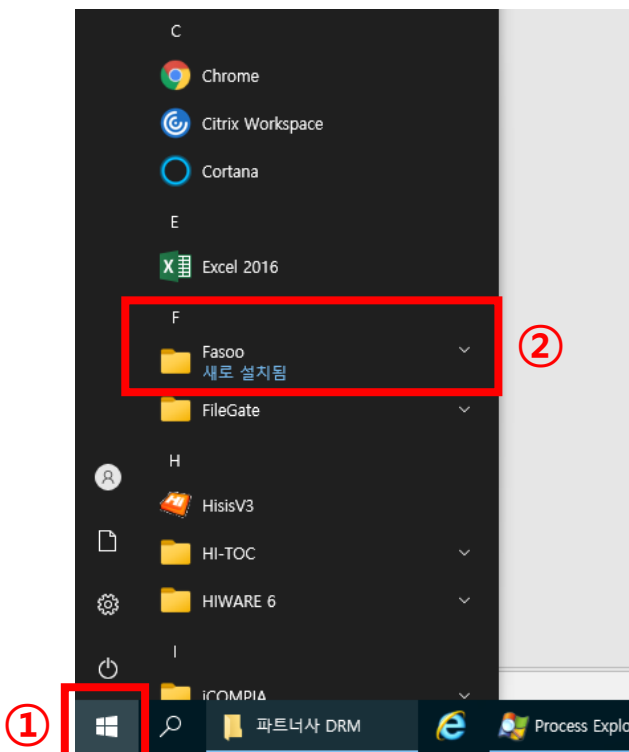 C
Chrome
Citrix Workspace
Cortana
E
Excel 2016
F
Fasoo
새로 설치됨
②
FileGate
H
HisisV3
HI-TOC
HIWARE 6
I
iCOMPIA
①
파트너사 DRM
Process Explo